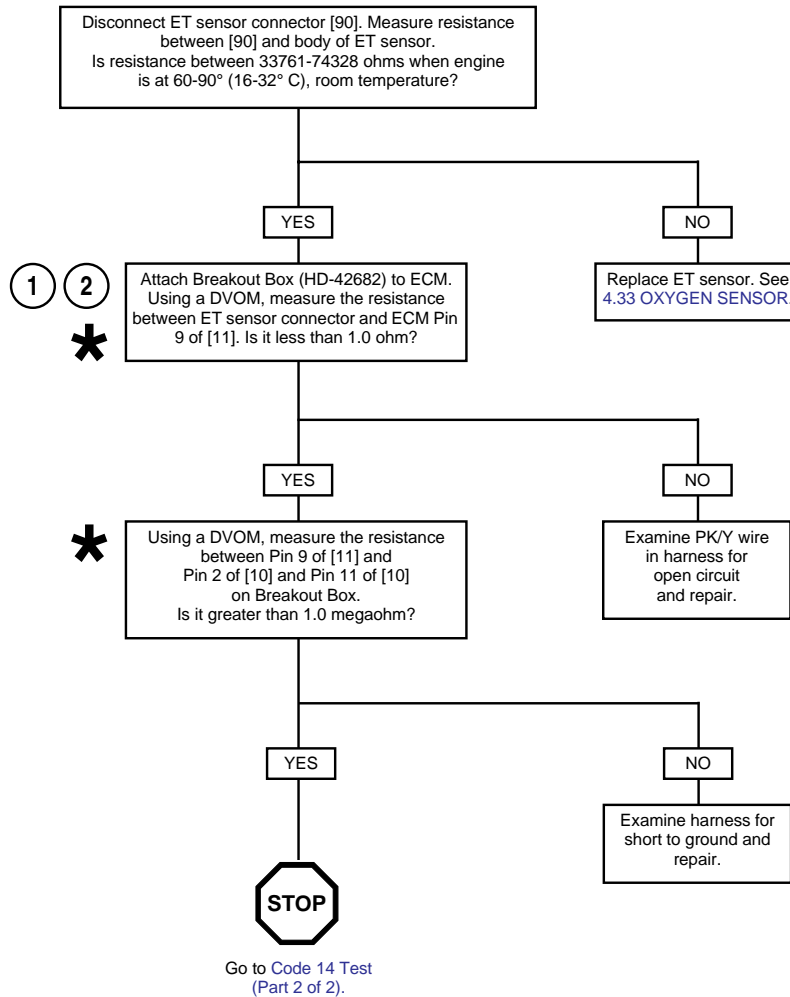 Disconnect ET sensor connector [90]. Measure resistance
between [90] and body of ET sensor.
Is resistance between 33761-74328 ohms when engine
is at 60-90° (16-32° C), room temperature?
YES
NO
1 2
Attach Breakout Box (HD-42682) to ECM.
Using a DVOM, measure the resistance
between ET sensor connector and ECM Pin
9 of [11]. Is it less than 1.0 ohm?
*
Replace ET sensor. See
4.33 OXYGEN SENSOR.
YES
NO
*
Using a DVOM, measure the resistance
between Pin 9 of [11] and
Pin 2 of [10] and Pin 11 of [10]
on Breakout Box.
Is it greater than 1.0 megaohm?
Examine PK/Y wire
in harness for
open circuit
and repair.
YES
NO
Examine harness for
short to ground and
repair.
STOP
Go to Code 14 Test
(Part 2 of 2).